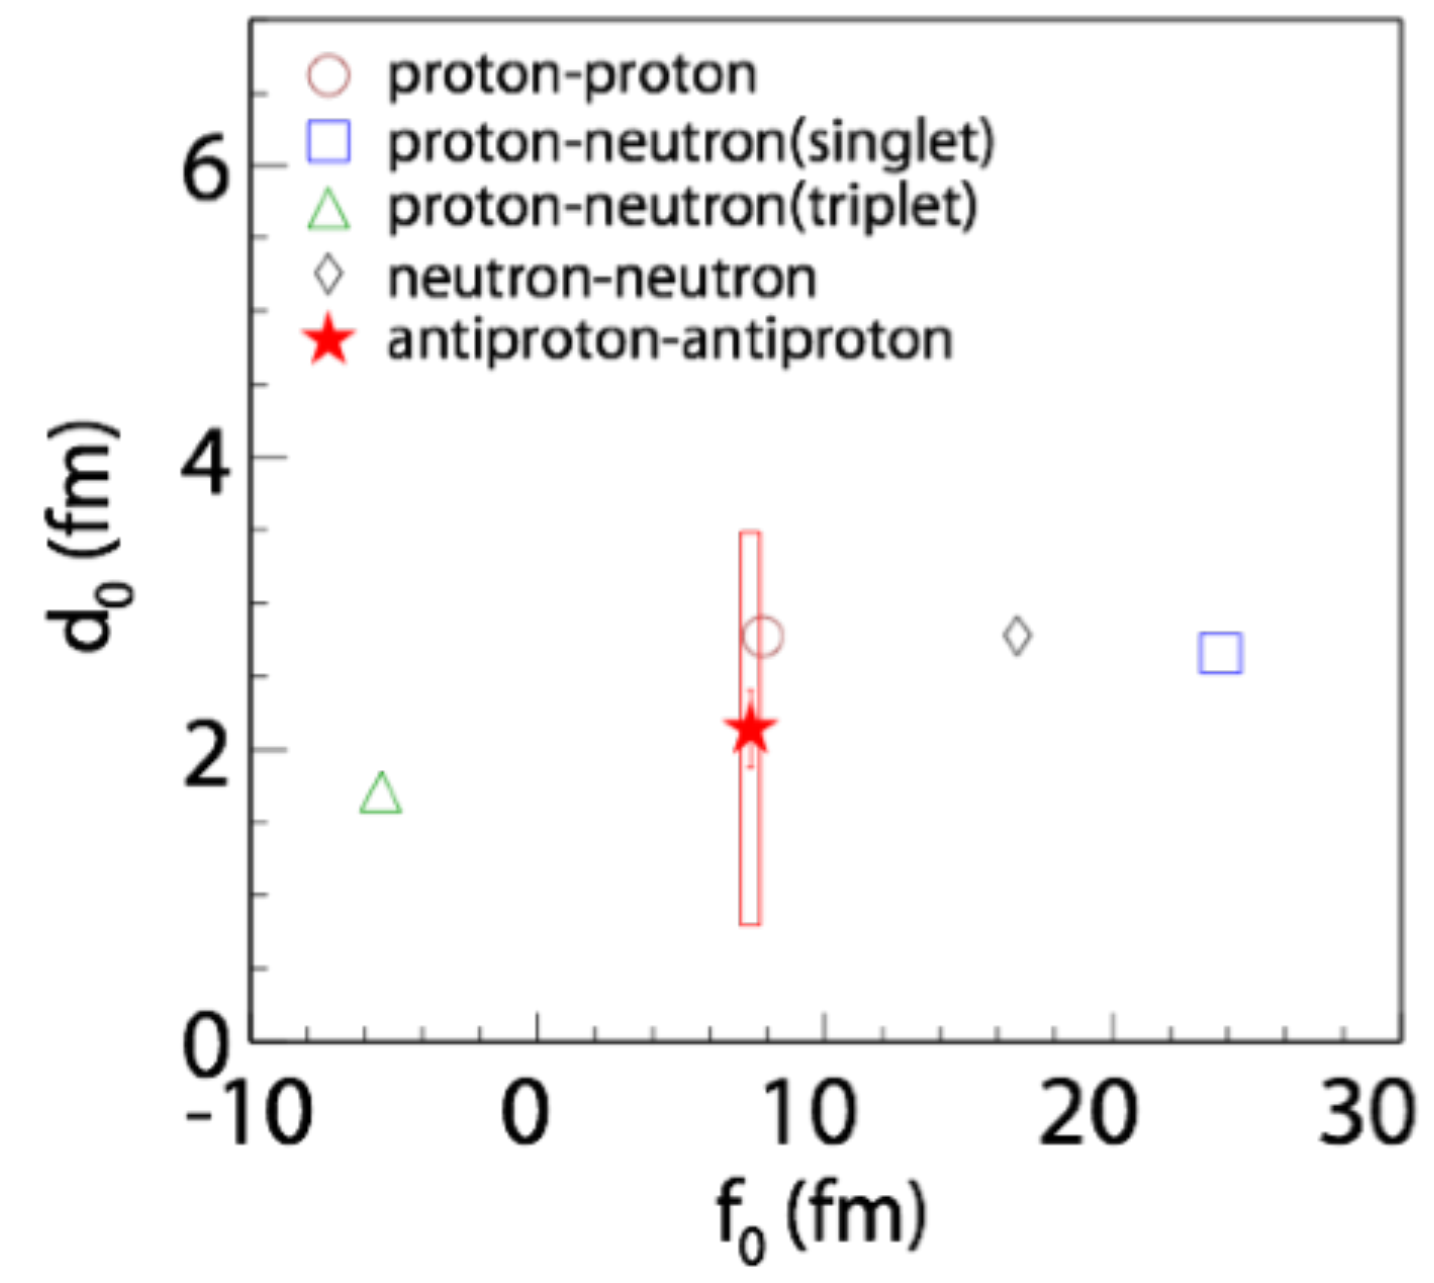 proton-proton
proton-neutron(singlet)
proton-neutron(triplet)
neutron-neutron
antiproton-antiproton
6
4
2
0
d₀ (fm)
-10 0 10 20 30
f₀ (fm)